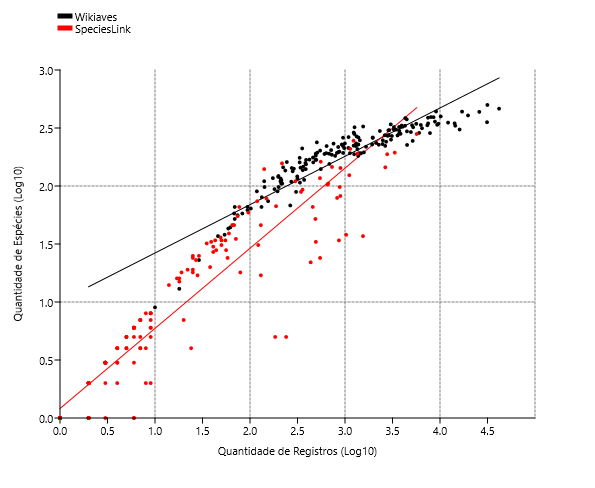 Wikiaves
SpeciesLink
3.0
2.5
2.0
1.5
1.0
0.5
0.0
Quantidade de Espécies (Log10)
0.0 0.5 1.0 1.5 2.0 2.5 3.0 3.5 4.0 4.5
Quantidade de Registros (Log10)